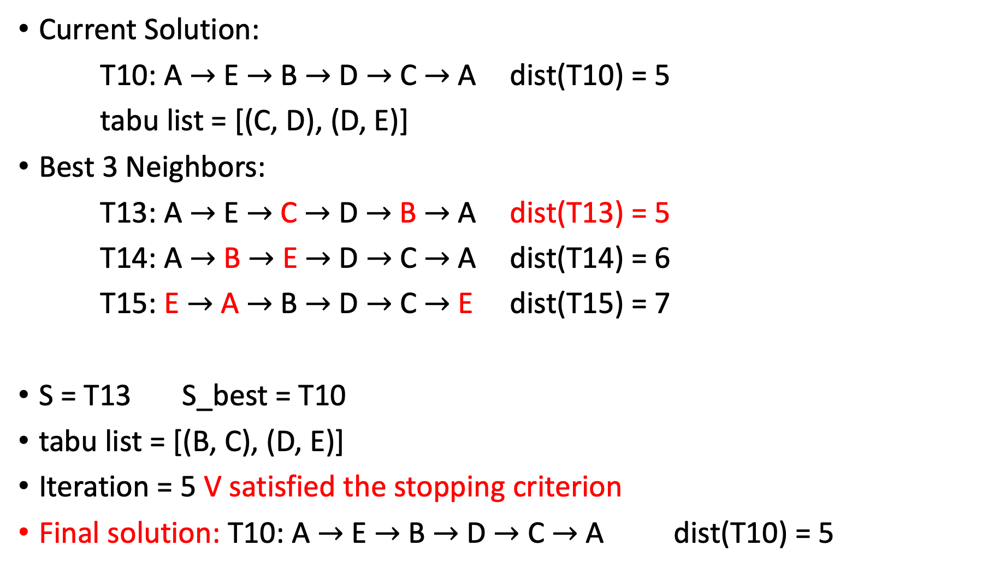 • Current Solution:
T10: A → E → B → D → C → A dist(T10) = 5
tabu list = [(C, D), (D, E)]
• Best 3 Neighbors:
T13: A → E → C → D → B → A dist(T13) = 5
T14: A → B → E → D → C → A dist(T14) = 6
T15: E → A → B → D → C → E dist(T15) = 7
• S = T13 S_best = T10
• tabu list = [(B, C), (D, E)]
• Iteration = 5 V satisfied the stopping criterion
• Final solution: T10: A → E → B → D → C → A dist(T10) = 5